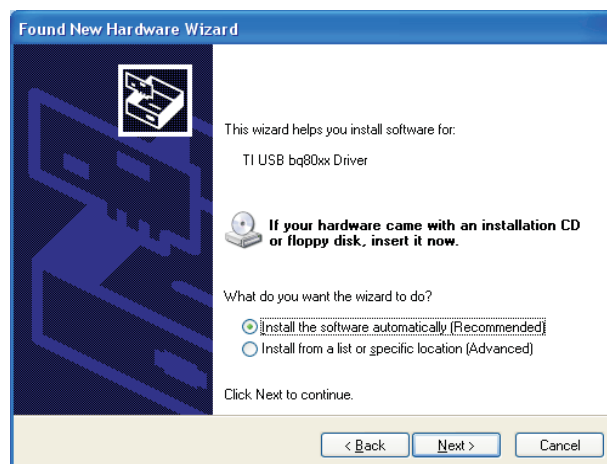 Found New Hardware Wizard
This wizard helps you install software for:
TI USB bq80xx Driver
If your hardware came with an installation CD
or floppy disk, insert it now.
What do you want the wizard to do?
Install the software automatically (Recommended)
Install from a list or specific location (Advanced)
Click Next to continue.
< Back Next > Cancel